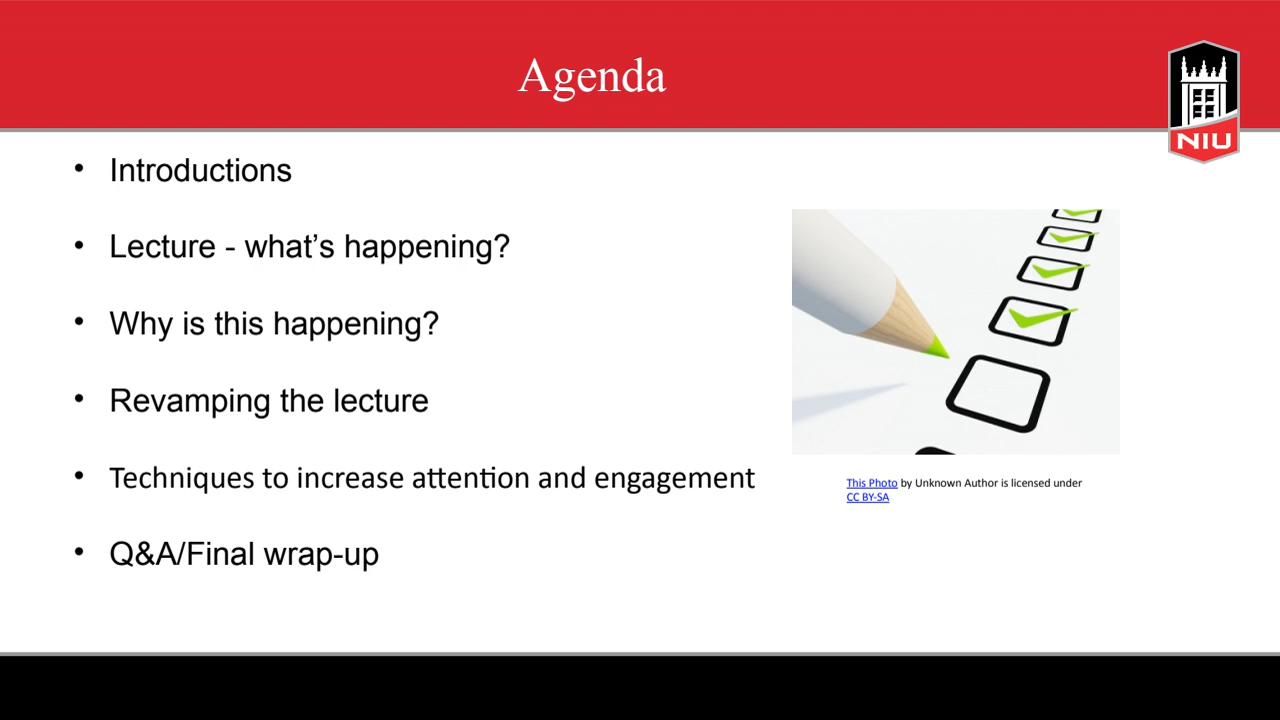 Agenda
NIU
• Introductions
• Lecture - what’s happening?
• Why is this happening?
• Revamping the lecture
• Techniques to increase attention and engagement
• Q&A/Final wrap-up
This Photo by Unknown Author is licensed under
CC BY-SA